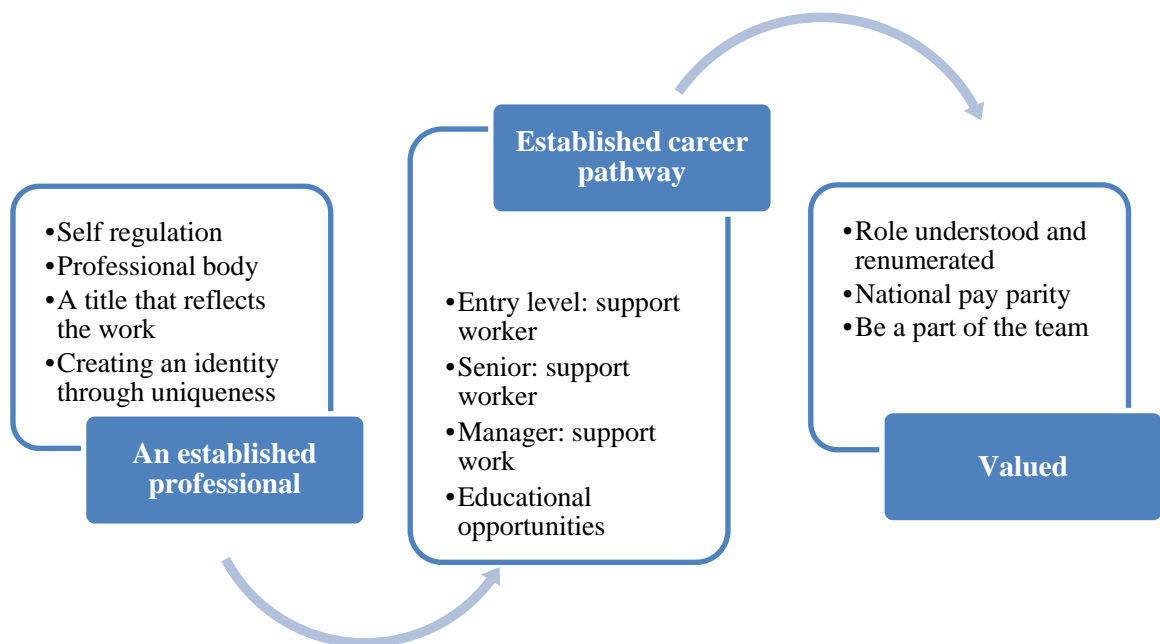 •Self regulation
•Professional body
•A title that reflects
the work
•Creating an identity
through uniqueness
An established
professional
Established career
pathway
•Entry level: support
worker
•Senior: support
worker
•Manager: support
work
•Educational
opportunities
•Role understood and
renumerated
•National pay parity
•Be a part of the team
Valued